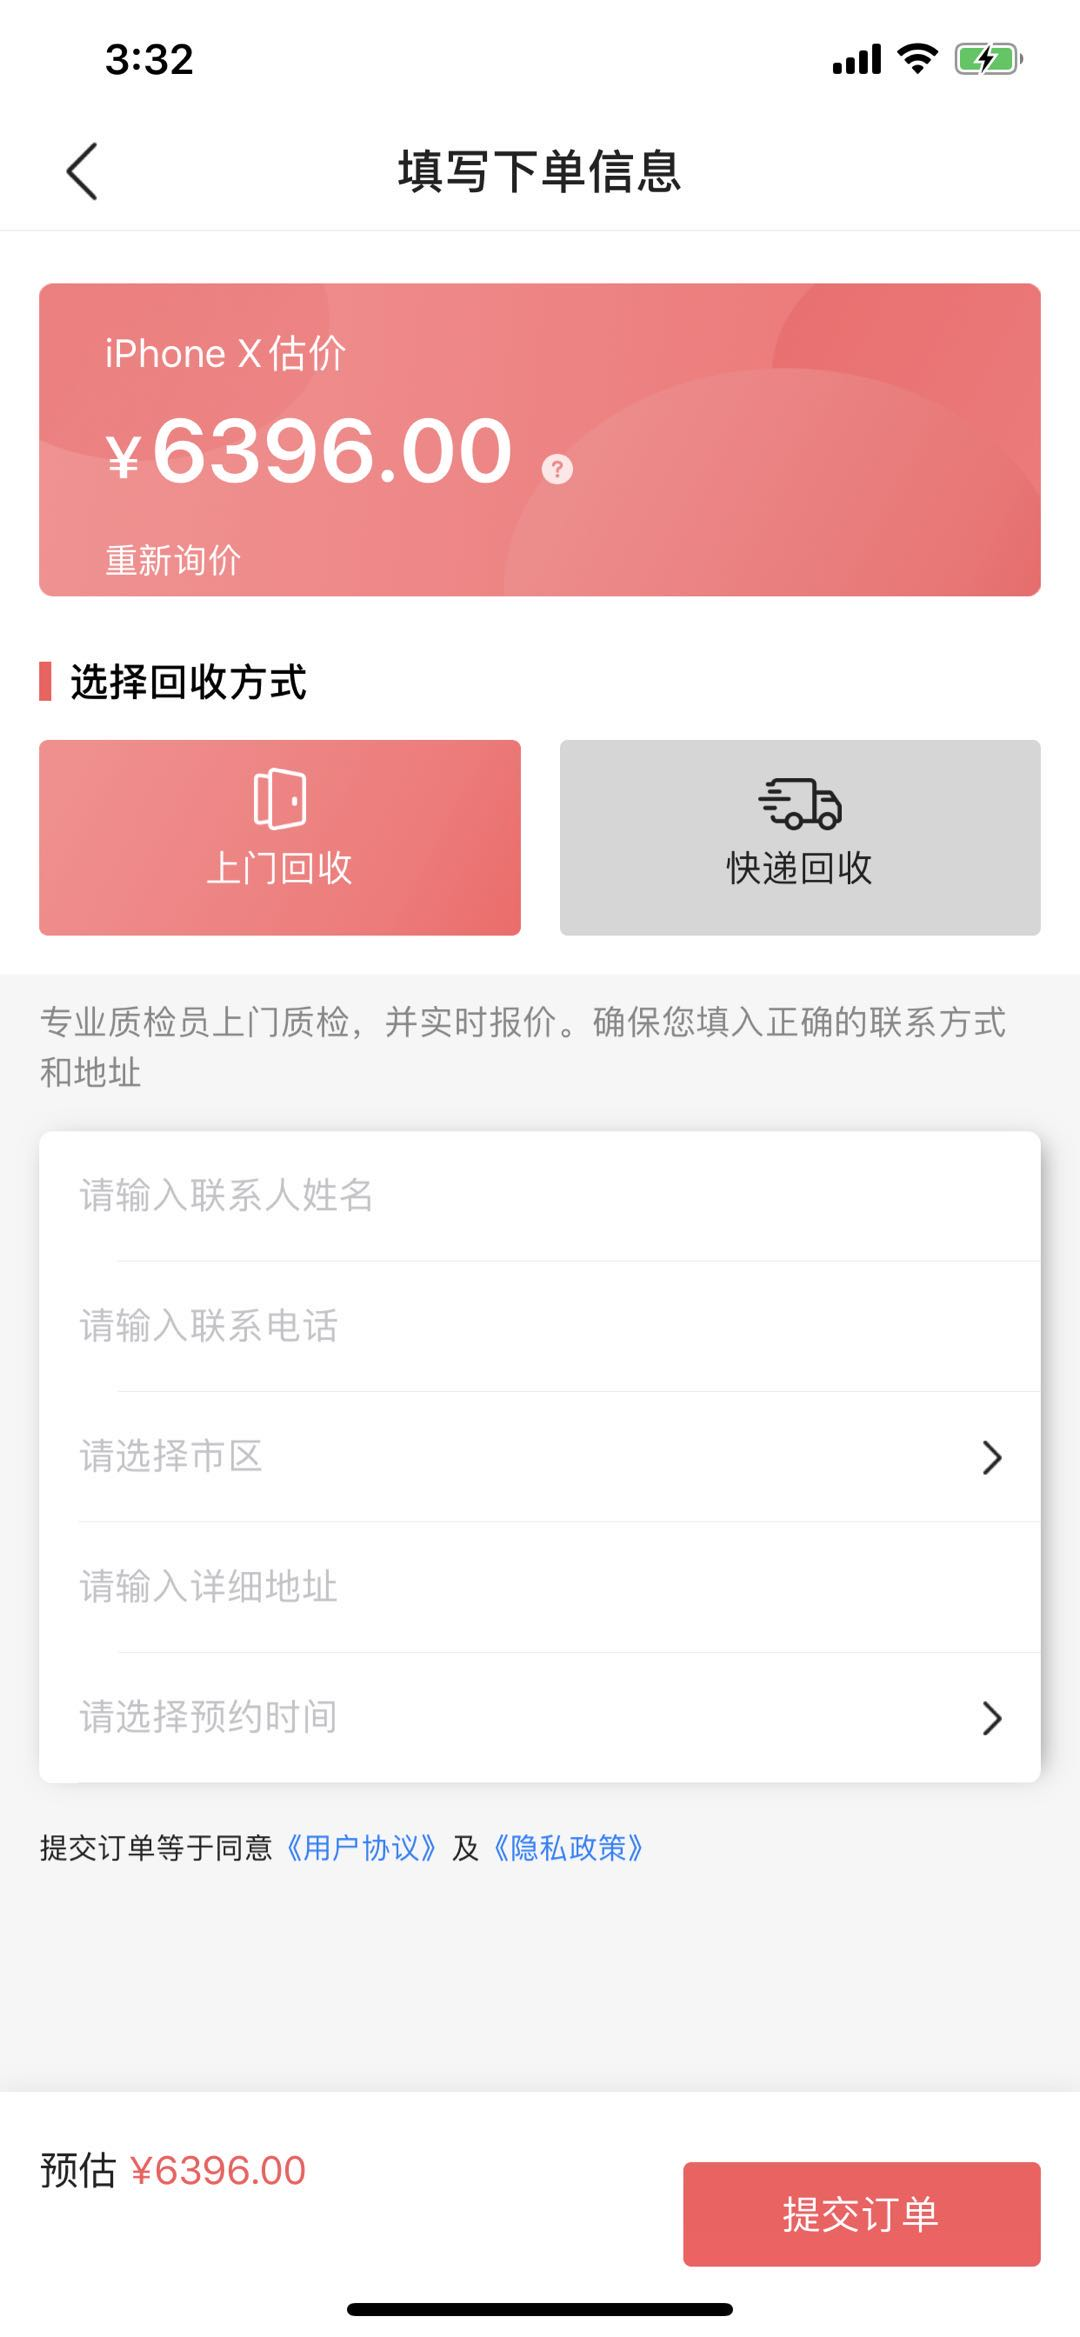 3:32
填写下单信息
iPhone X估价
¥6396.00 ?
重新询价
选择回收方式
上门回收
快递回收
专业质检员上门质检，并实时报价。确保您填入正确的联系方式
和地址
请输入联系人姓名
请输入联系电话
请选择市区
请输入详细地址
请选择预约时间
提交订单等于同意《用户协议》及《隐私政策》
预估 ¥6396.00
提交订单